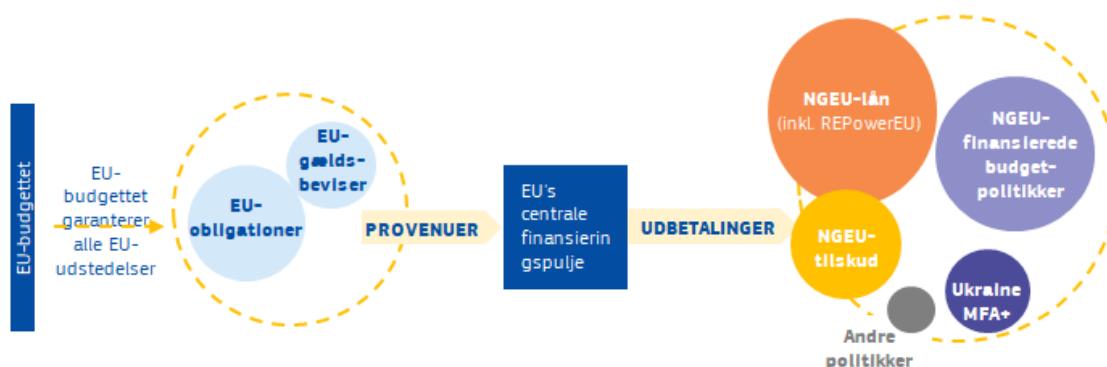 EU-budgettet
EU-
budgettet
garanterer
alle EU-
udstedelser
EU-
gælds-
beviser
EU-
obligationer
PROVENUER
EU's
centrale
finansierin
gspulje
UDBETALINGER
NGEU-lån
(inkl. REPowerEU)
NGEU-
finansierede
budget-
politikker
NGEU-
tilskud
Ukraine
MFA+
Andre
politikker